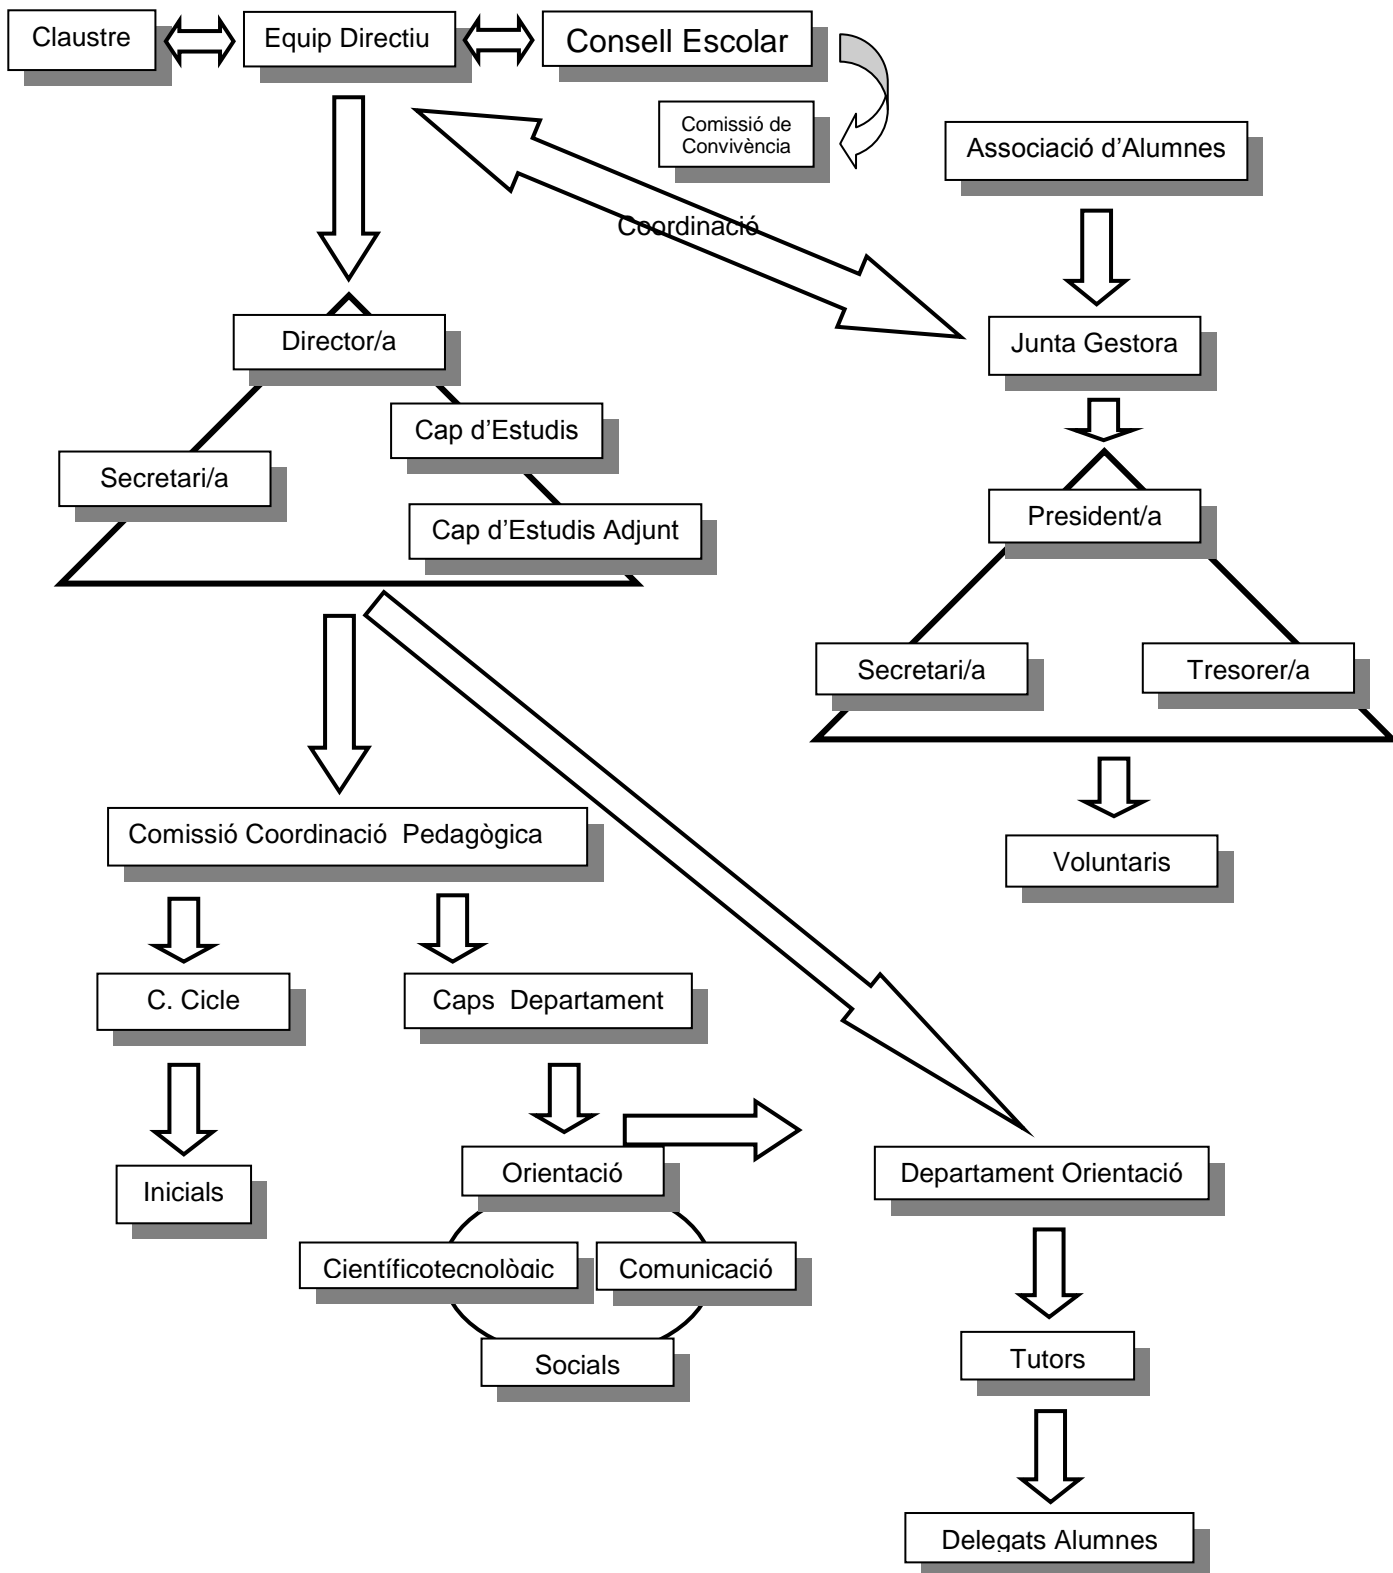 Claustre
Equip Directiu
Consell Escolar
Comissió de
Convivència
Associació d’Alumnes
Coordinació
Director/a
Junta Gestora
Cap d’Estudis
Secretari/a
Cap d’Estudis Adjunt
President/a
Secretari/a
Tresorer/a
Comissió Coordinació Pedagògica
Voluntaris
C. Cicle
Caps Departament
Inicials
Orientació
Departament Orientació
Científicotecnològic
Comunicació
Socials
Tutors
Delegats Alumnes